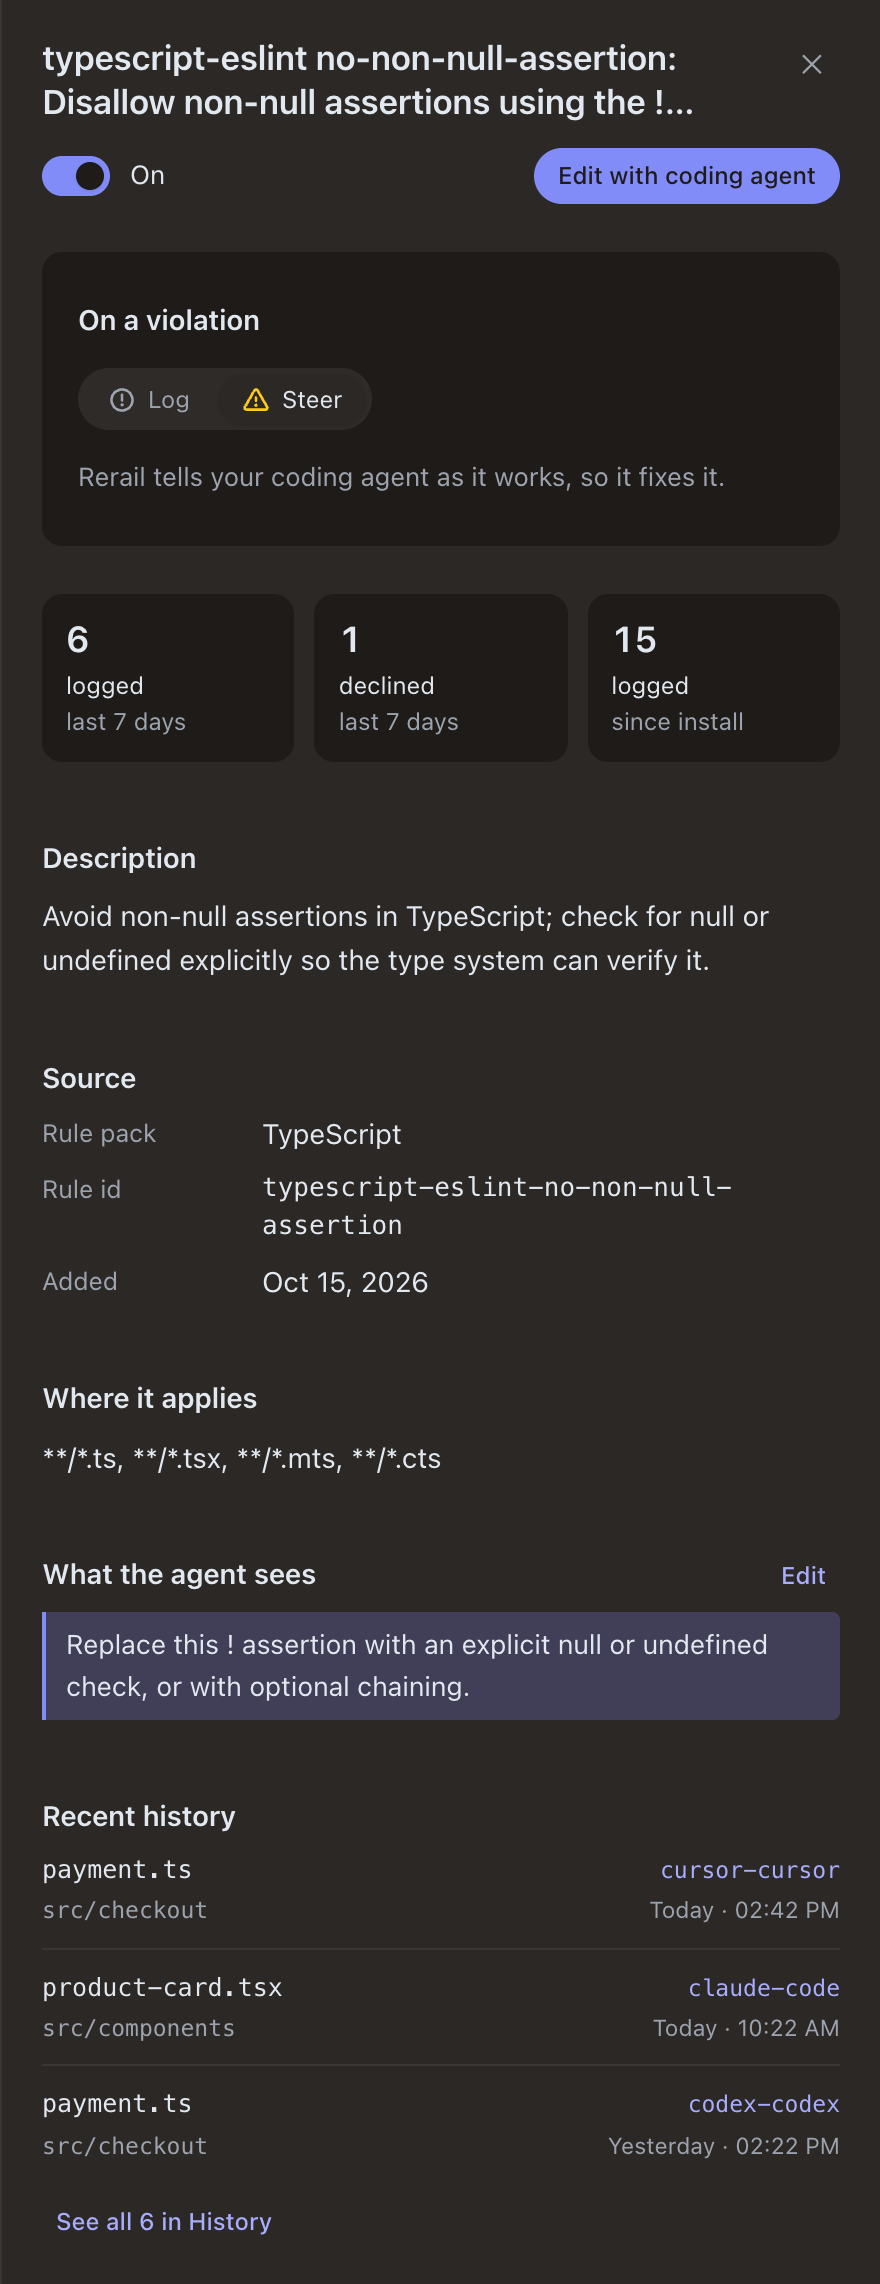 typescript-eslint no-non-null-assertion:
Disallow non-null assertions using the !...
On
Edit with coding agent
On a violation
Log
Steer
Rerail tells your coding agent as it works, so it fixes it.
6
logged
last 7 days
1
declined
last 7 days
15
logged
since install
Description
Avoid non-null assertions in TypeScript; check for null or
undefined explicitly so the type system can verify it.
Source
Rule pack TypeScript
Rule id typescript-eslint-no-non-null-
assertion
Added Oct 15, 2026
Where it applies
**/*.ts, **/*.tsx, **/*.mts, **/*.cts
What the agent sees Edit
Replace this ! assertion with an explicit null or undefined
check, or with optional chaining.
Recent history
payment.ts cursor-cursor
src/checkout Today · 02:42 PM
product-card.tsx claude-code
src/components Today · 10:22 AM
payment.ts codex-codex
src/checkout Yesterday · 02:22 PM
See all 6 in History